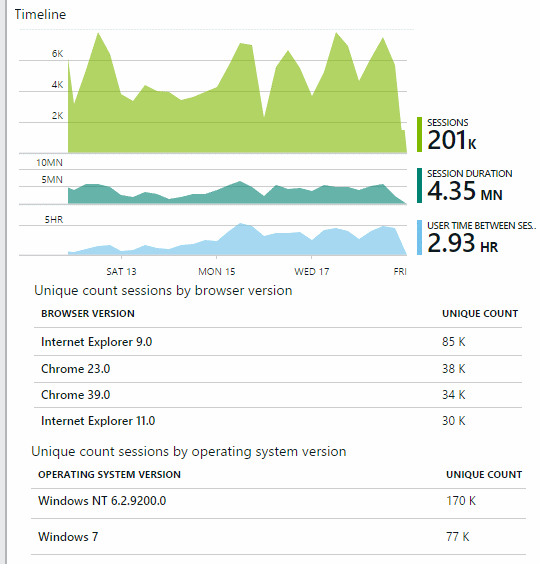 Timeline
6K
4K
2K
SESSIONS
201K
10MN
5MN
SESSION DURATION
4.35 MN
5HR
USER TIME BETWEEN SES..
2.93 HR
SAT 13 MON 15 WED 17 FRI
Unique count sessions by browser version
BROWSER VERSION UNIQUE COUNT
Internet Explorer 9.0 85 K
Chrome 23.0 38 K
Chrome 39.0 34 K
Internet Explorer 11.0 30 K
Unique count sessions by operating system version
OPERATING SYSTEM VERSION UNIQUE COUNT
Windows NT 6.2.9200.0 170 K
Windows 7 77 K